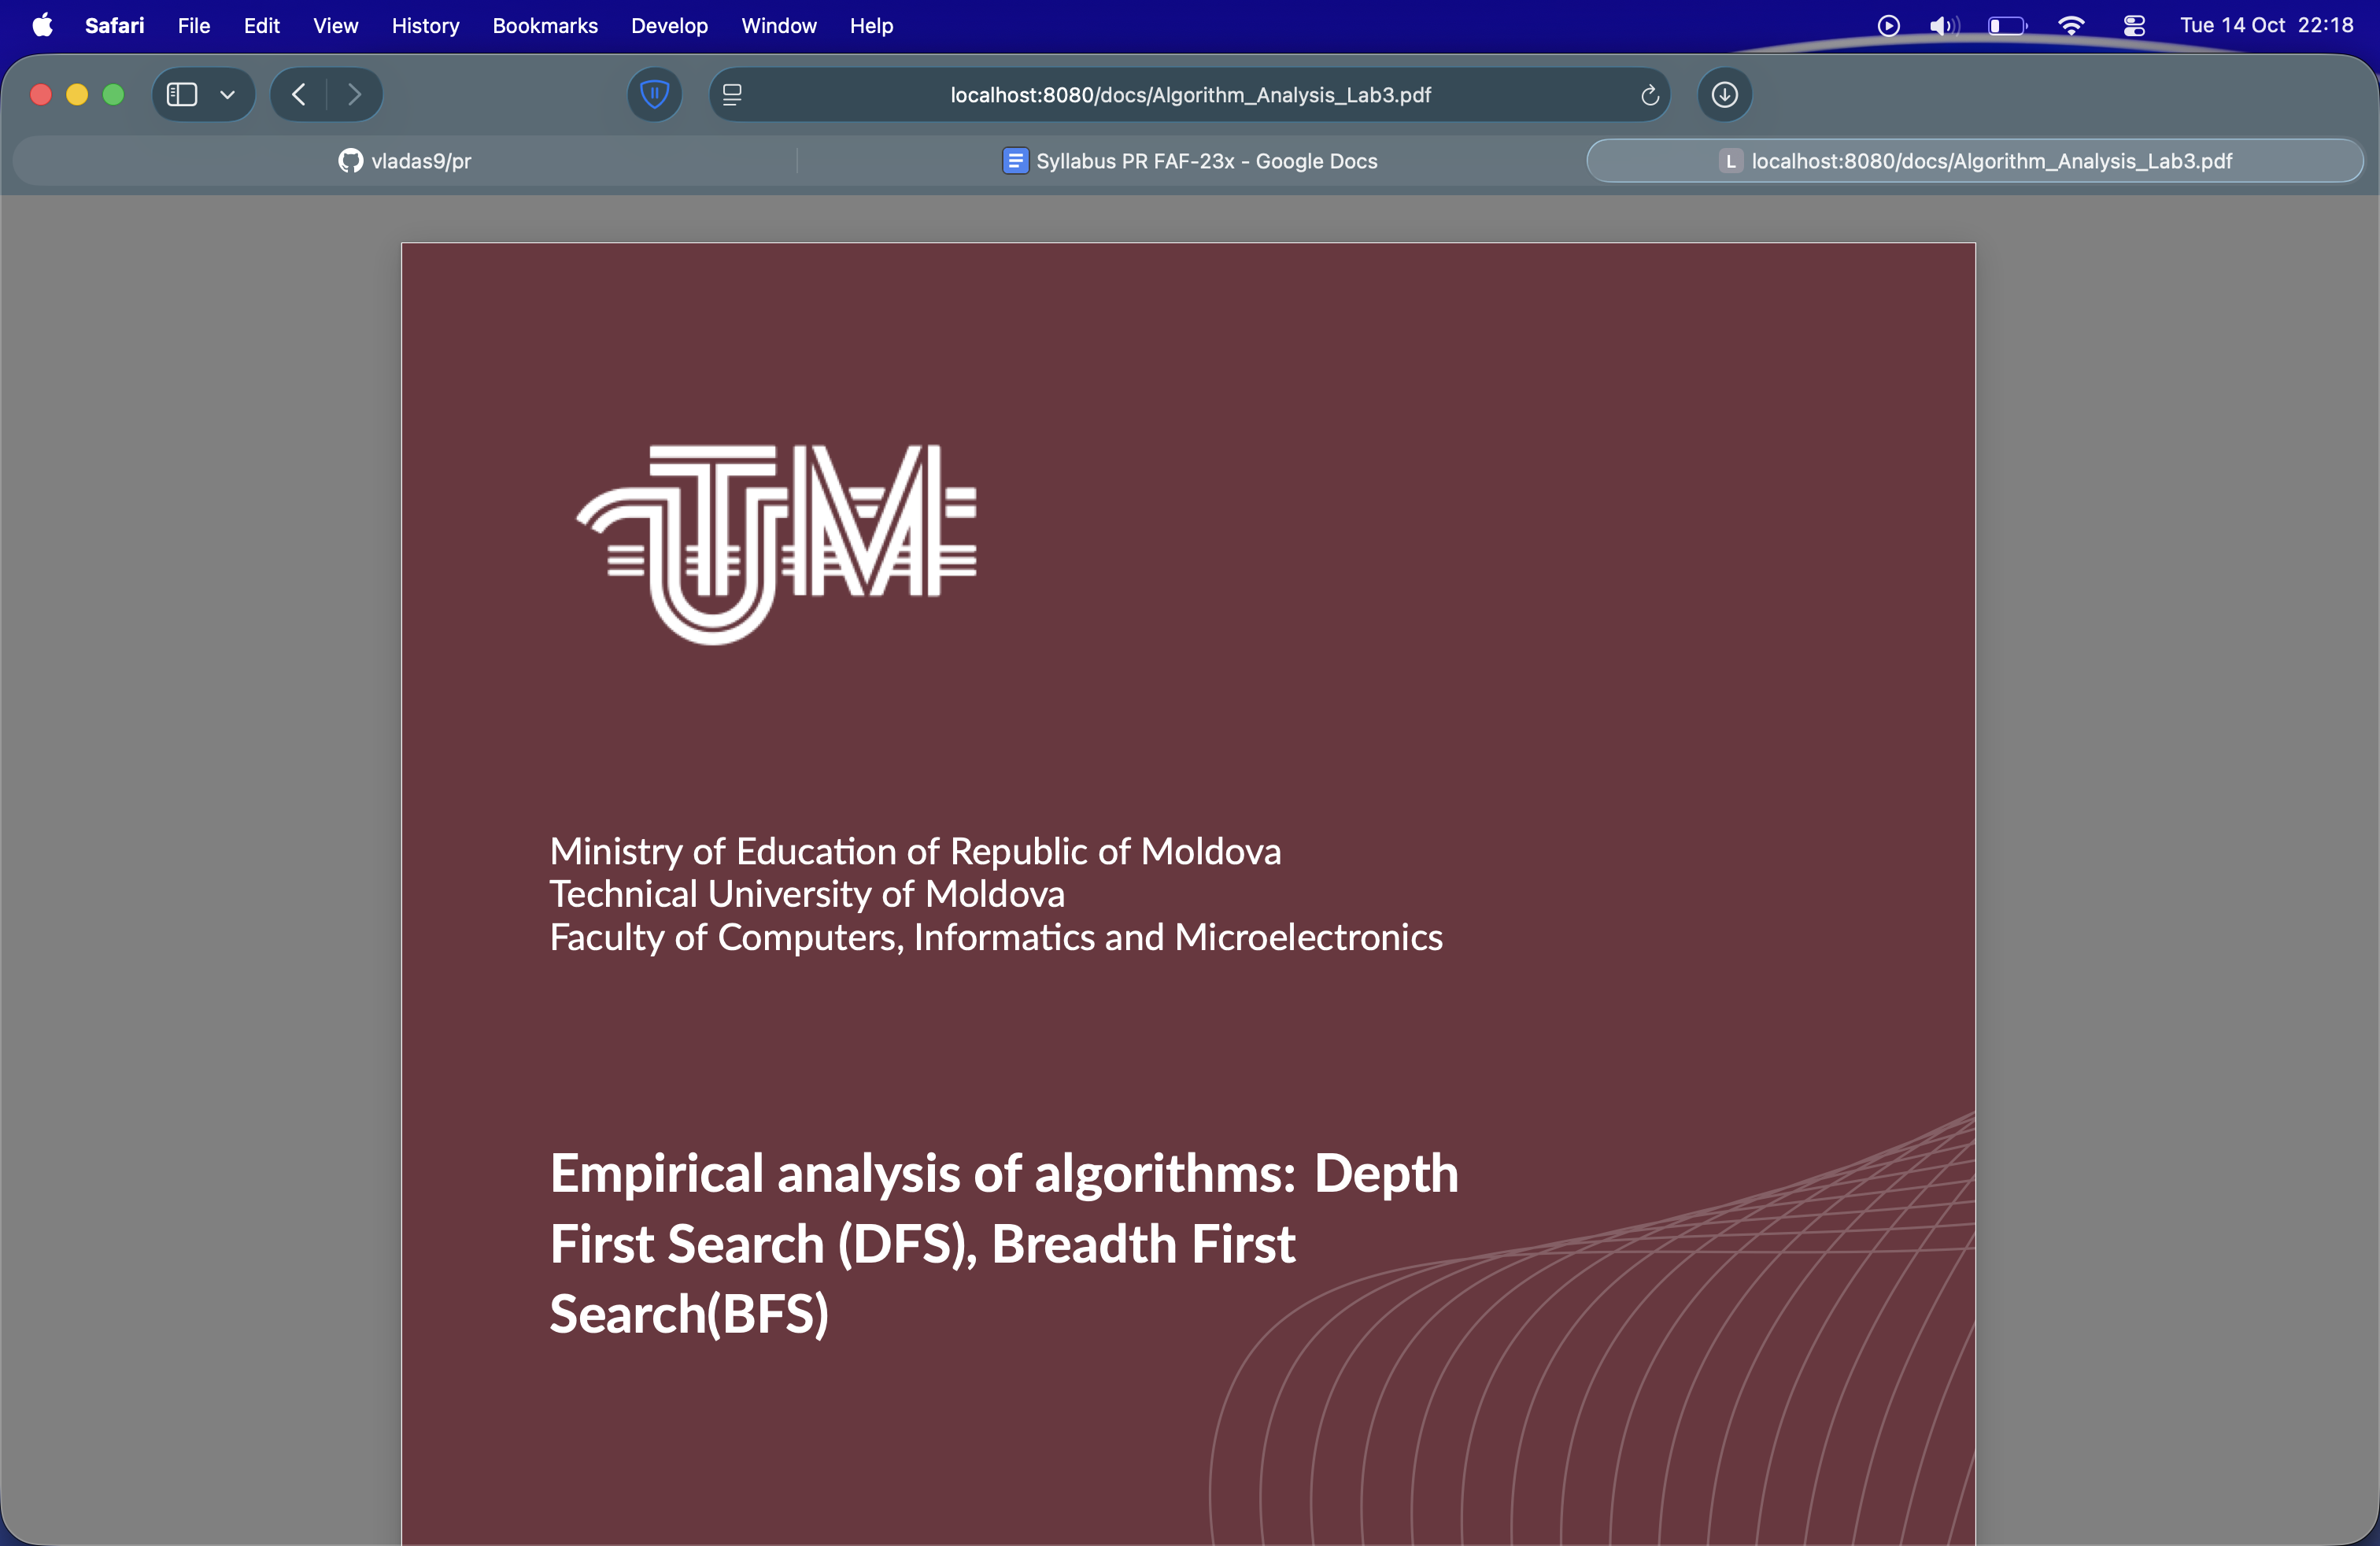 Safari File Edit View History Bookmarks Develop Window Help Tue 14 Oct 22:18
localhost:8080/docs/Algorithm_Analysis_Lab3.pdf
vladas9/pr Syllabus PR FAF-23x - Google Docs L localhost:8080/docs/Algorithm_Analysis_Lab3.pdf
UTM
Ministry of Education of Republic of Moldova
Technical University of Moldova
Faculty of Computers, Informatics and Microelectronics
Empirical analysis of algorithms: Depth
First Search (DFS), Breadth First
Search(BFS)